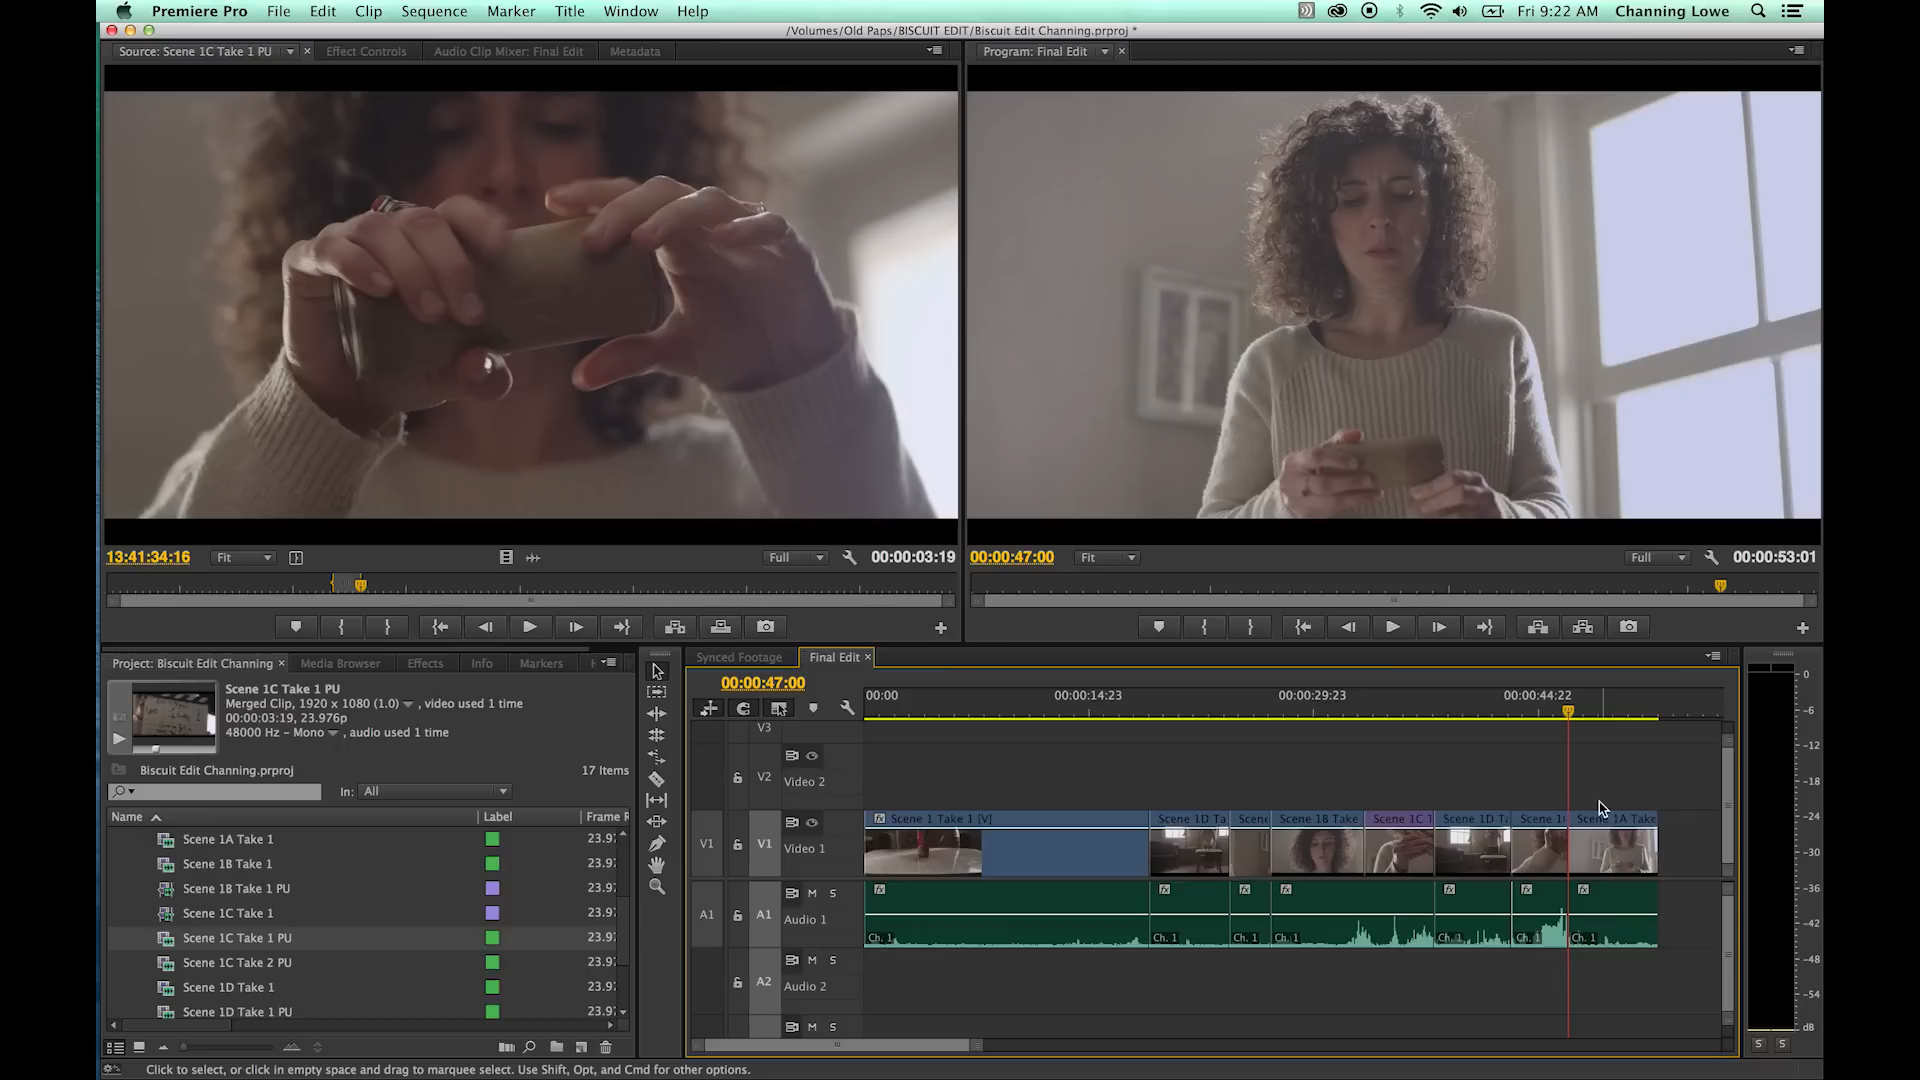 Premiere Pro File Edit Clip Sequence Marker Title Window Help Fri 9:22 AM Channing Lowe
/Volumes/Old Paps/BISCUIT EDIT/Biscuit Edit Channing.prproj *
Source: Scene 1C Take 1 PU Effect Controls Audio Clip Mixer: Final Edit Metadata
Program: Final Edit
13:41:34:16 Fit Full 00:00:03:19
00:00:47:00 Fit Full 00:00:53:01
Project: Biscuit Edit Channing Media Browser Effects Info Markers
Scene 1C Take 1 PU
Merged Clip, 1920 x 1080 (1.0) , video used 1 time
00:00:03:19, 23.976p
48000 Hz - Mono , audio used 1 time
Biscuit Edit Channing.prproj 17 Items
In: All
Name Label Frame R
Scene 1A Take 1 23.97
Scene 1B Take 1 23.97
Scene 1B Take 1 PU 23.97
Scene 1C Take 1 23.97
Scene 1C Take 1 PU 23.97
Scene 1C Take 2 PU 23.97
Scene 1D Take 1 23.97
Scene 1D Take 1 PU 23.97
Synced Footage Final Edit
00:00:47:00
00:00 00:00:14:23 00:00:29:23 00:00:44:22
V3
V2 Video 2
Scene 1 Take 1 [V] Scene 1D Ta Scene Scene 1B Take Scene 1C T Scene 1D T Scene 1 Scene 1A Take
V1 V1 Video 1
M S
A1 A1 Audio 1
Ch. 1 Ch. 1 Ch. 1 Ch. 1 Ch. 1 Ch. 1 Ch. 1
M S
A2 Audio 2
M S
0
-6
-12
-18
-24
-30
-36
-42
-48
-54
dB
S S
Click to select, or click in empty space and drag to marquee select. Use Shift, Opt, and Cmd for other options.